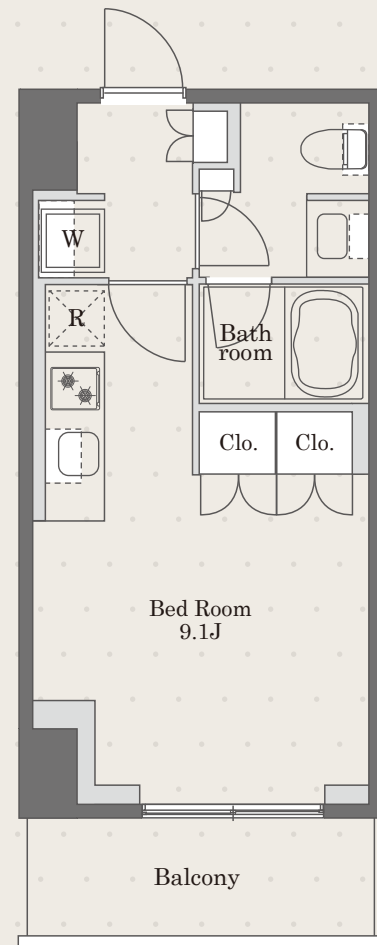 W
R
Bath
room
Clo.
Clo.
Bed Room
9.1J
Balcony